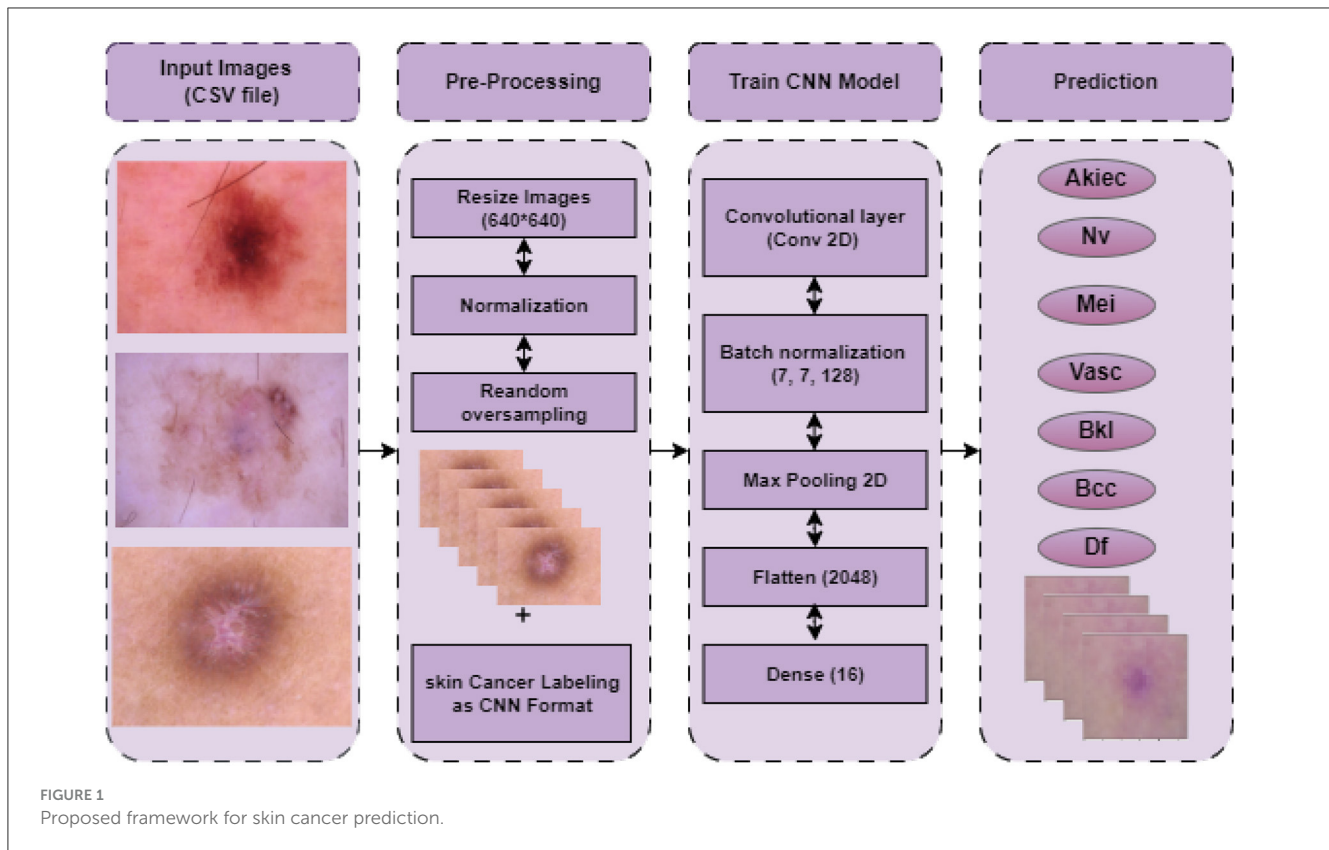 Input Images
(CSV file)
Pre-Processing
Train CNN Model
Prediction
Resize Images
(640*640)
Normalization
Reandom
oversampling
+
skin Cancer Labeling
as CNN Format
Convolutional layer
(Conv 2D)
Batch normalization
(7, 7, 128)
Max Pooling 2D
Flatten (2048)
Dense (16)
Akiec
Nv
Mei
Vasc
Bkl
Bcc
Df
FIGURE 1
Proposed framework for skin cancer prediction.